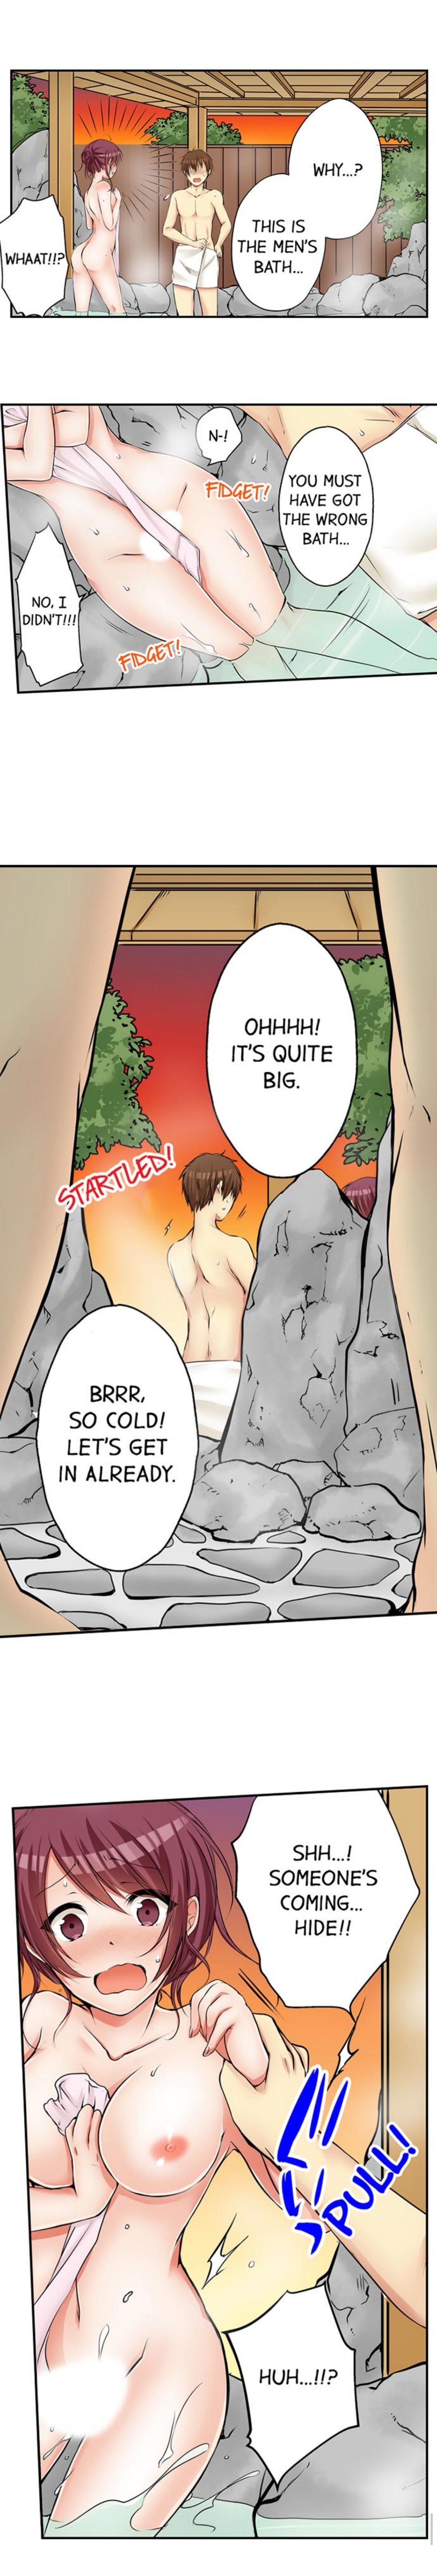 WHY...?
THIS IS
THE MEN'S
BATH...
WHAAT!!?
N-!
FIDGET!
YOU MUST
HAVE GOT
THE WRONG
BATH...
NO, I
DIDN'T!!!
FIDGET!
OHHHH!
IT'S QUITE
BIG.
STARTLED!
BRRR,
SO COLD!
LET'S GET
IN ALREADY.
SHH...!
SOMEONE'S
COMING...
HIDE!!
PULL!
HUH...!!?